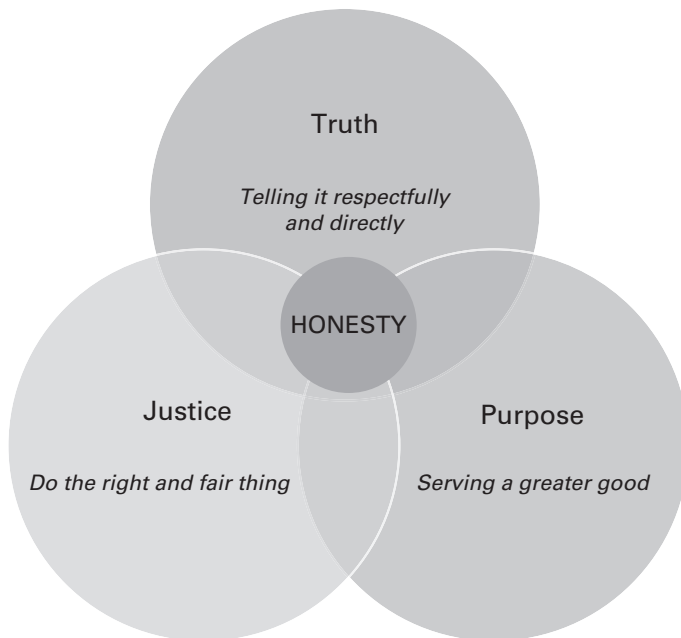 Truth
Telling it respectfully
and directly
HONESTY
Justice
Purpose
Do the right and fair thing
Serving a greater good